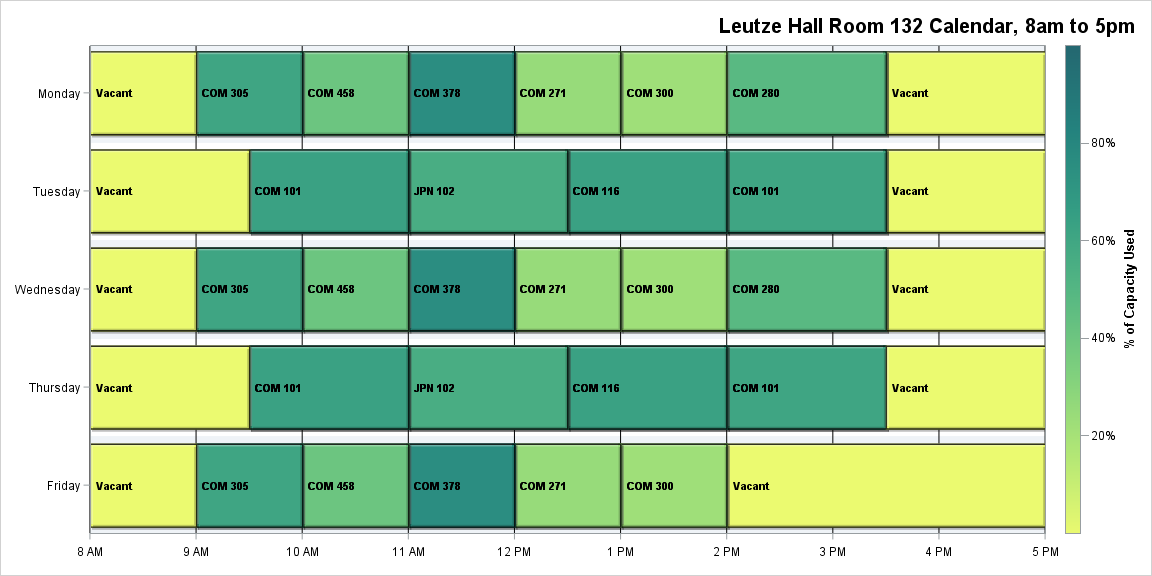 Leutze Hall Room 132 Calendar, 8am to 5pm
Monday
Vacant
COM 305
COM 458
COM 378
COM 271
COM 300
COM 280
Vacant
Tuesday
Vacant
COM 101
JPN 102
COM 116
COM 101
Vacant
Wednesday
Vacant
COM 305
COM 458
COM 378
COM 271
COM 300
COM 280
Vacant
Thursday
Vacant
COM 101
JPN 102
COM 116
COM 101
Vacant
Friday
Vacant
COM 305
COM 458
COM 378
COM 271
COM 300
Vacant
8 AM
9 AM
10 AM
11 AM
12 PM
1 PM
2 PM
3 PM
4 PM
5 PM
80%
60%
40%
20%
% of Capacity Used